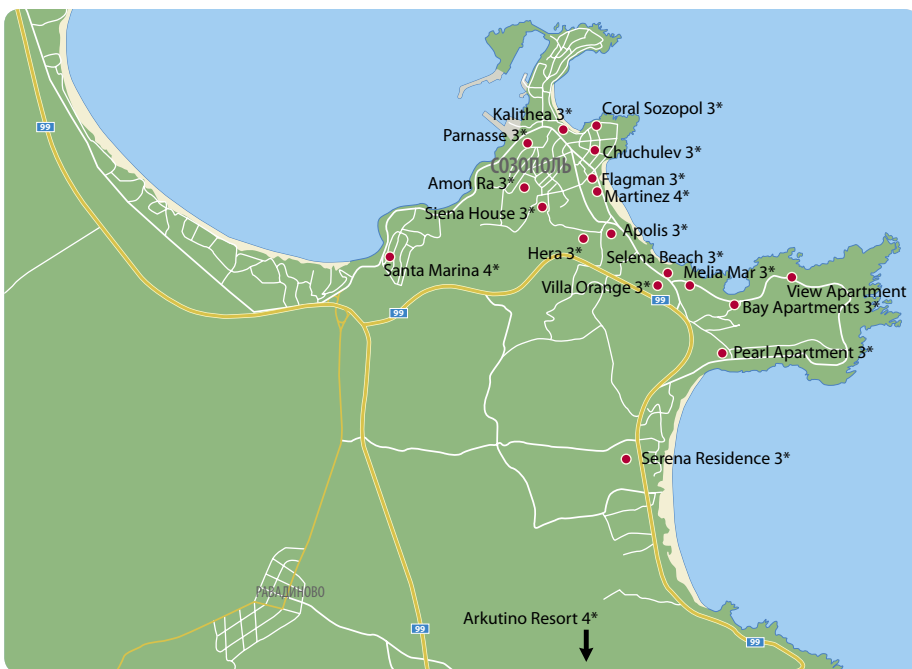 Coral Sozopol 3*
Kalithea 3*
99
Parnasse 3*
Chuchulev 3*
СОЗОПОЛЬ
Flagman 3*
Amon Ra 3*
Martinez 4*
Siena House 3*
Apolis 3*
Hera 3*
Selena Beach 3*
Santa Marina 4*
Melia Mar 3*
Villa Orange 3*
View Apartment
99
Bay Apartments 3*
99
Pearl Apartment 3*
Serena Residence 3*
РАВАДИНОВО
Arkutino Resort 4*
99
99